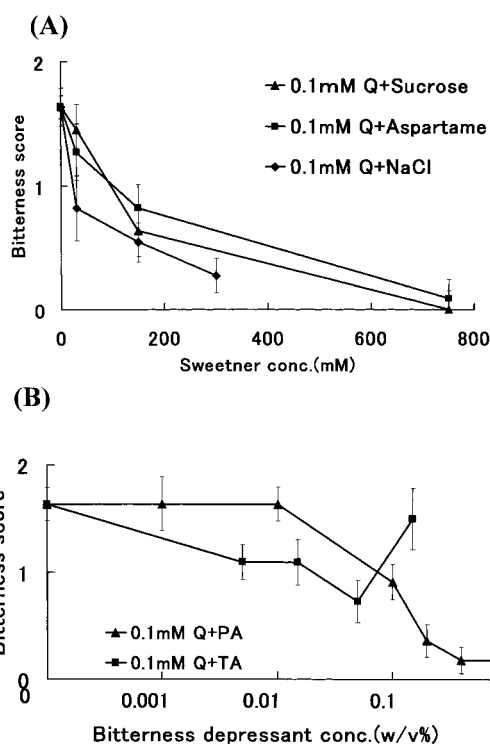 (A)
2
1
0
Bitterness score
0.1mM Q+Sucrose
0.1mM Q+Aspartame
0.1mM Q+NaCl
0 200 400 600 800
Sweetner conc.(mM)
(B)
2
1
0
Bitterness score
0.1mM Q+PA
0.1mM Q+TA
0 0.001 0.01 0.1
Bitterness depressant conc.(w/v%)